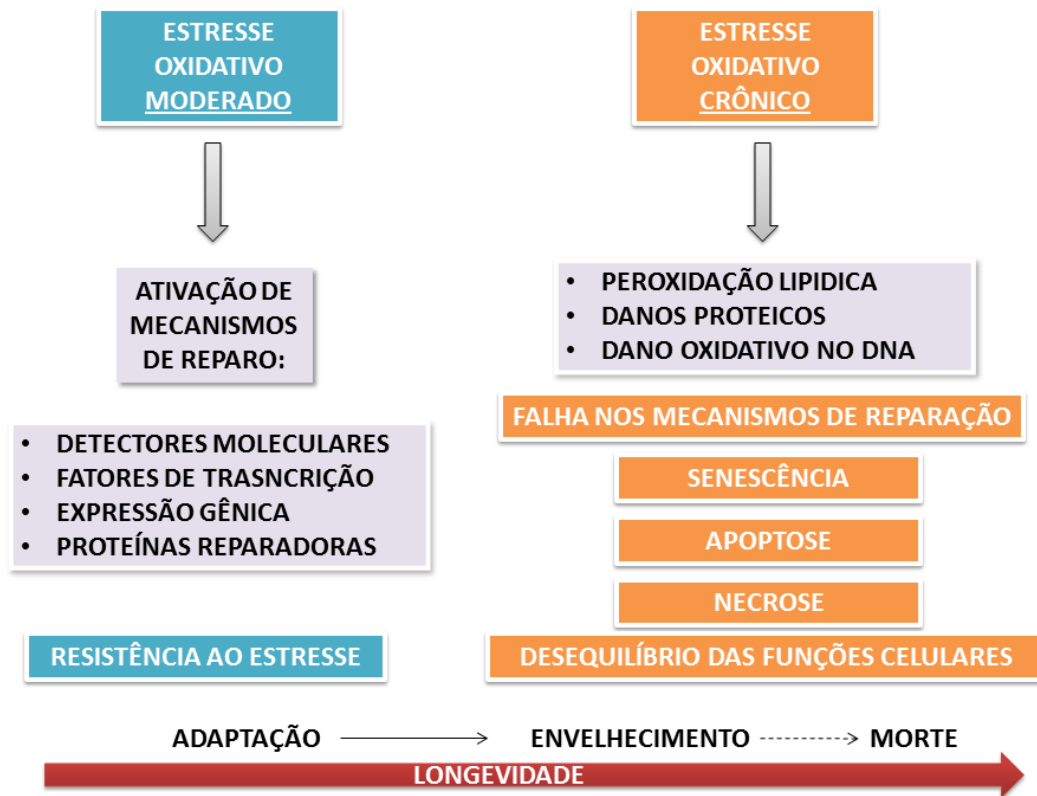 ESTRESSE
OXIDATIVO
MODERADO
ATIVAÇÃO DE
MECANISMOS
DE REPARO:
• DETECTORES MOLECULARES
• FATORES DE TRASNCRIÇÃO
• EXPRESSÃO GÊNICA
• PROTEÍNAS REPARADORAS
RESISTÊNCIA AO ESTRESSE
ESTRESSE
OXIDATIVO
CRÔNICO
• PEROXIDAÇÃO LIPIDICA
• DANOS PROTEICOS
• DANO OXIDATIVO NO DNA
FALHA NOS MECANISMOS DE REPARAÇÃO
SENESCÊNCIA
APOPTOSE
NECROSE
DESEQUILÍBRIO DAS FUNÇÕES CELULARES
ADAPTAÇÃO ENVELHECIMENTO MORTE
LONGEVIDADE